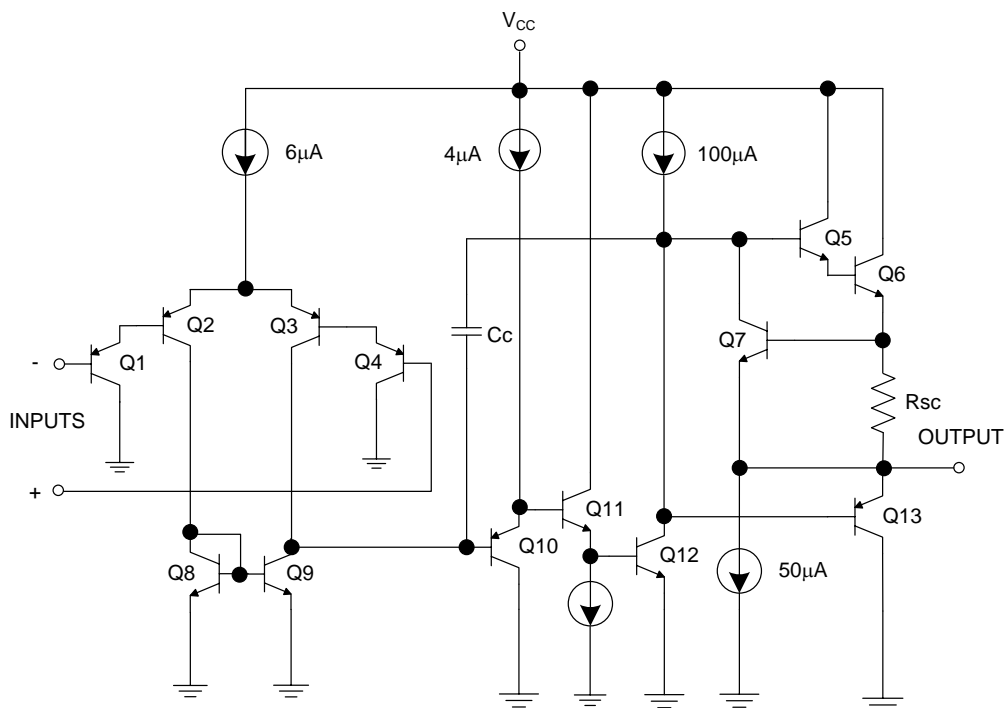 VCC
6μA
4μA
100μA
Q5
Q6
Q2
Q3
Cc
Q7
Q1
Q4
-
Rsc
INPUTS
OUTPUT
+
Q11
Q13
Q10
Q12
Q8
Q9
50μA